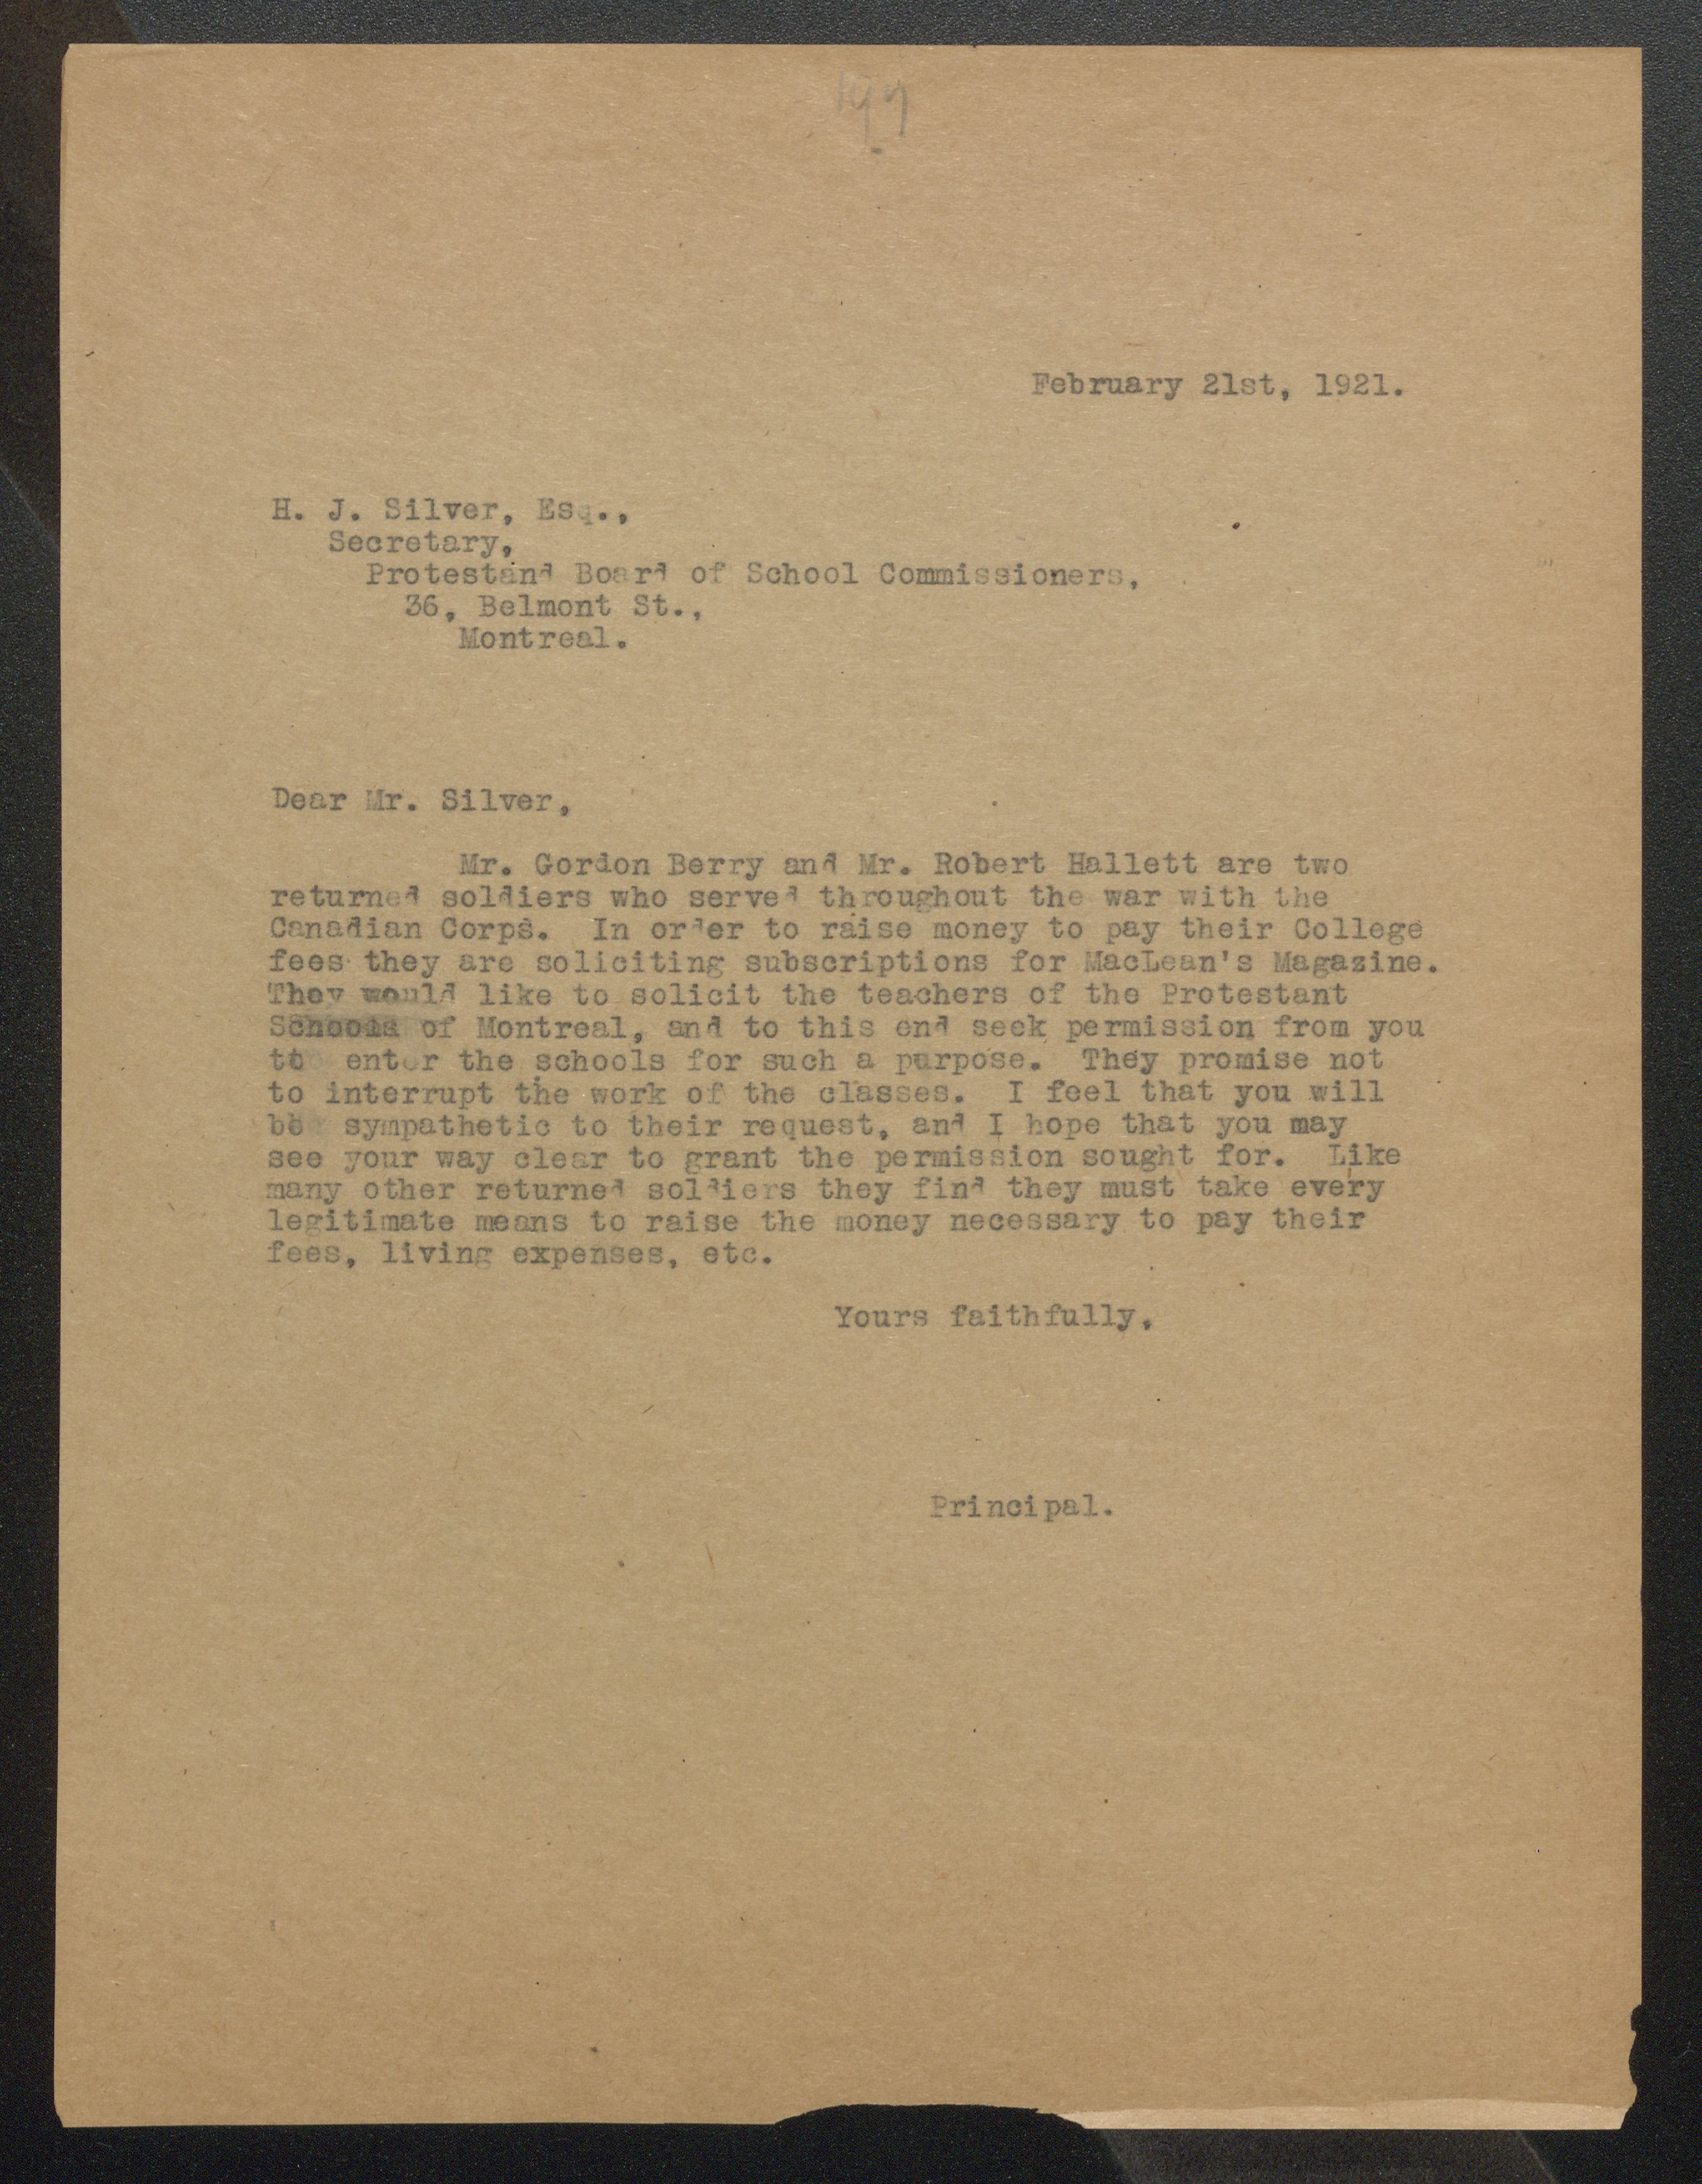 February 21st, 1921.
H. J. Silver, Esq.,
Secretary,
Protestand Board of School Commissioners,
36, Belmont St.,
Montreal.
Dear Mr. Silver,
Mr. Gordon Berry and Mr. Robert Hallett are two
returned soldiers who served throughout the war with the
Canadian Corps. In order to raise money to pay their College
fees they are soliciting subscriptions for MacLean's Magazine.
They would like to solicit the teachers of the Protestant
Schools of Montreal, and to this end seek permission from you
to enter the schools for such a purpose. They promise not
to interrupt the work of the classes. I feel that you will
be sympathetic to their request, and I hope that you may
see your way clear to grant the permission sought for. Like
many other returned soldiers they find they must take every
legitimate means to raise the money necessary to pay their
fees, living expenses, etc.
Yours faithfully,
Principal.